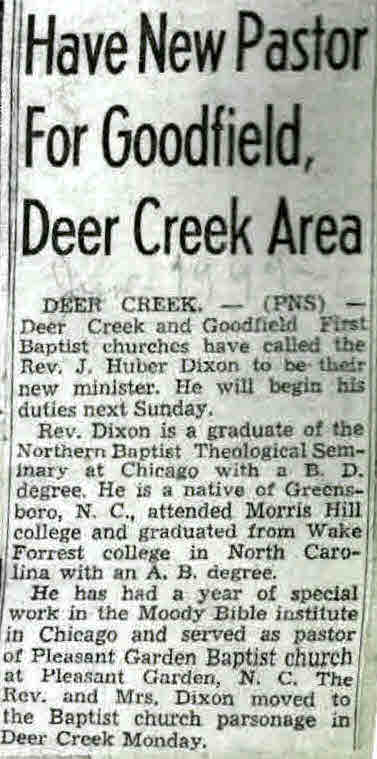 Have New Pastor
For Goodfield,
Deer Creek Area
DEER CREEK. — (PNS) —
Deer Creek and Goodfield First
Baptist churches have called the
Rev. J. Huber Dixon to be their
new minister. He will begin his
duties next Sunday.
Rev. Dixon is a graduate of the
Northern Baptist Theological Sem-
inary at Chicago with a B. D.
degree. He is a native of Greens-
boro, N. C., attended Morris Hill
college and graduated from Wake
Forrest college in North Caro-
lina with an A. B. degree.
He has had a year of special
work in the Moody Bible institute
in Chicago and served as pastor
of Pleasant Garden Baptist church
at Pleasant Garden, N. C. The
Rev. and Mrs. Dixon moved to
the Baptist church parsonage in
Deer Creek Monday.